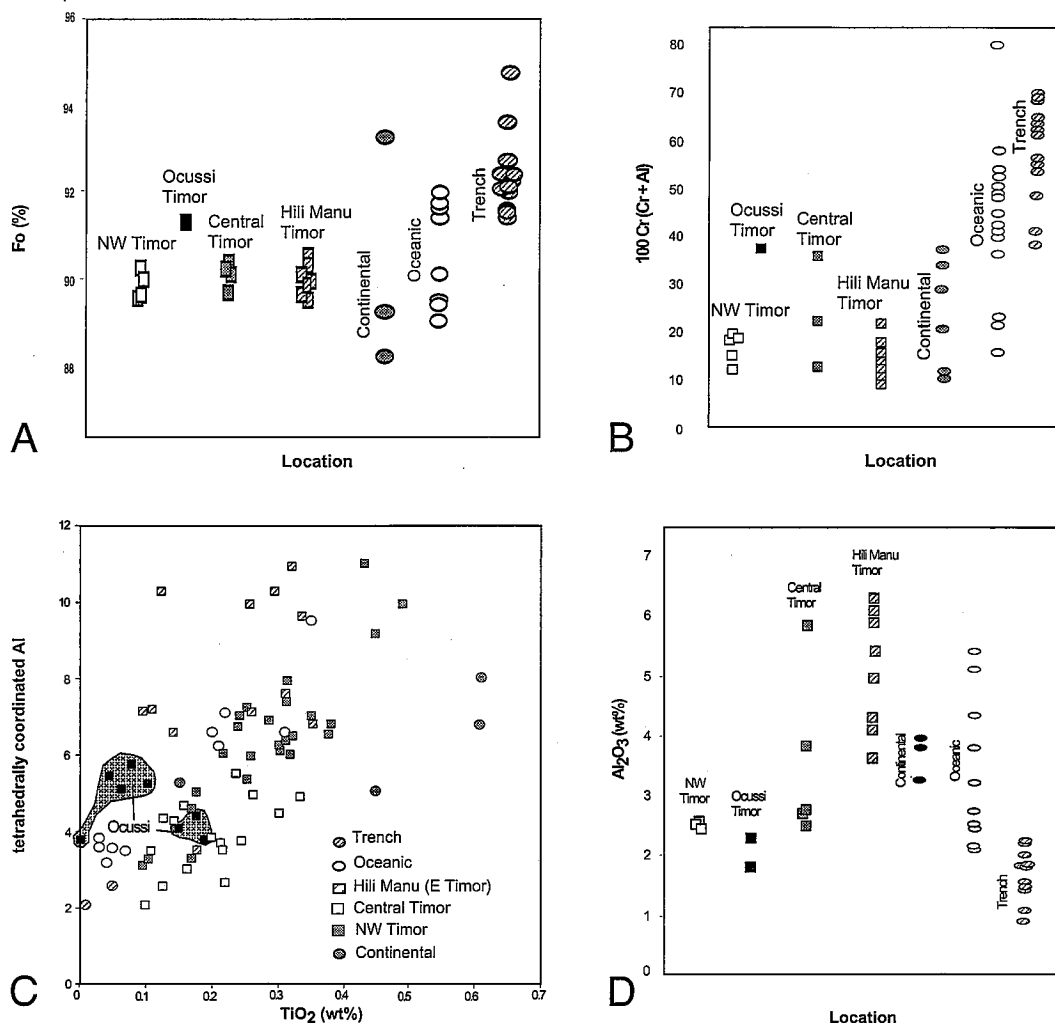 96
94
92
90
88
Fo (%)
Ocussi
Timor
NW Timor
Central
Timor
Hili Manu
Timor
Continental
Oceanic
Trench
A
Location
80
70
60
50
40
30
20
10
0
100Cr(Cr+Al)
Ocussi
Timor
Central
Timor
NW Timor
Hili Manu
Timor
Continental
Oceanic
Trench
B
Location
12
10
8
6
4
2
0
tetrahedrally coordinated Al
Ocussi
Trench
Oceanic
Hili Manu (E Timor)
Central Timor
NW Timor
Continental
0 0.1 0.2 0.3 0.4 0.5 0.6 0.7
C
TiO2 (wt%)
7
6
5
4
3
2
1
0
Al2O3 (wt%)
Hili Manu
Timor
Central
Timor
NW
Timor
Ocussi
Timor
Continental
Oceanic
Trench
D
Location